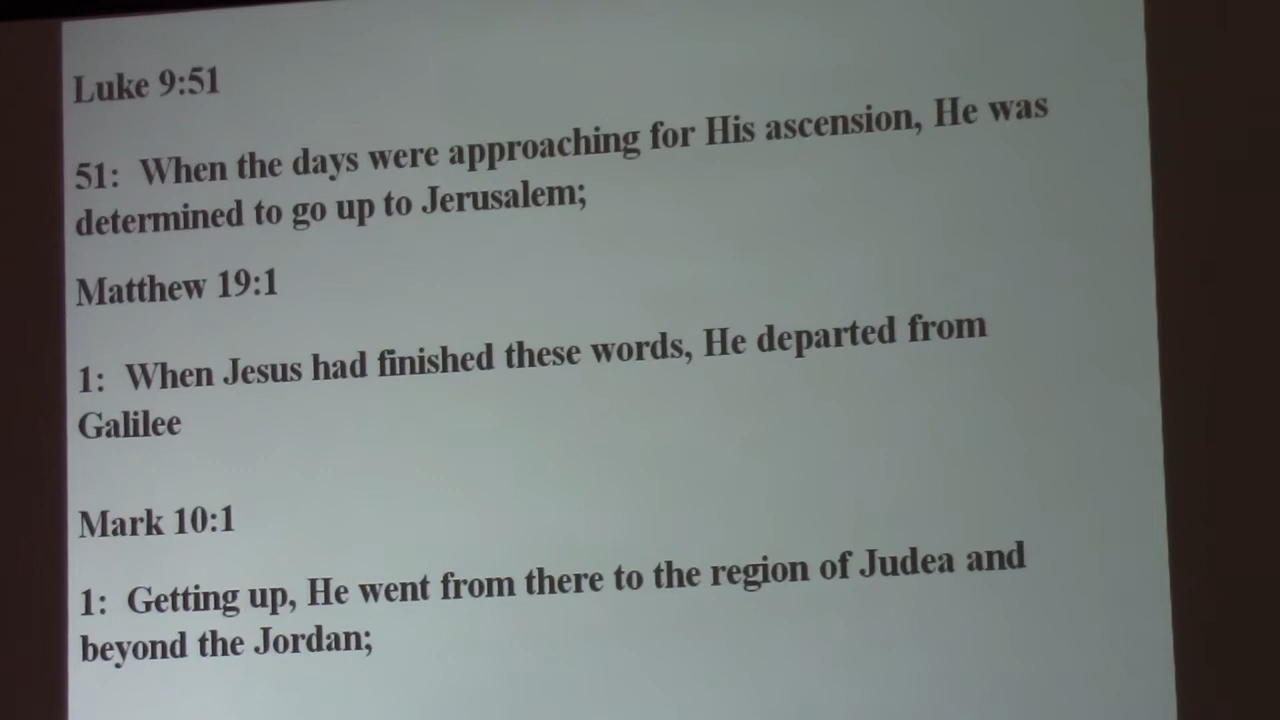 Luke 9:51
51: When the days were approaching for His ascension, He was
determined to go up to Jerusalem;
Matthew 19:1
1: When Jesus had finished these words, He departed from
Galilee
Mark 10:1
1: Getting up, He went from there to the region of Judea and
beyond the Jordan;